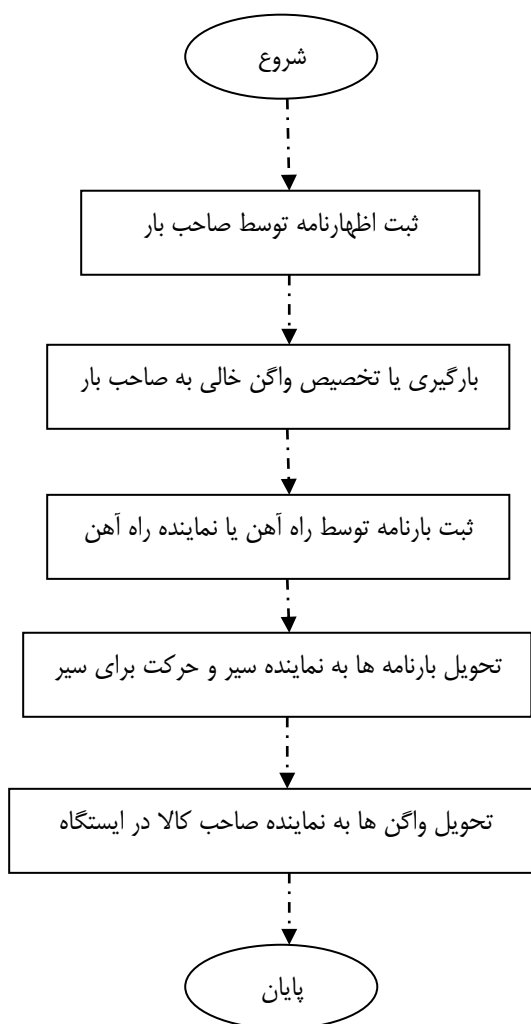 شروع
ثبت اظهارنامه توسط صاحب بار
بارگیری یا تخصیص واگن خالی به صاحب بار
ثبت بارنامه توسط راه آهن یا نماینده راه آهن
تحویل بارنامه ها به نماینده سیر و حرکت برای سیر
تحویل واگن ها به نماینده صاحب کالا در ایستگاه
پایان